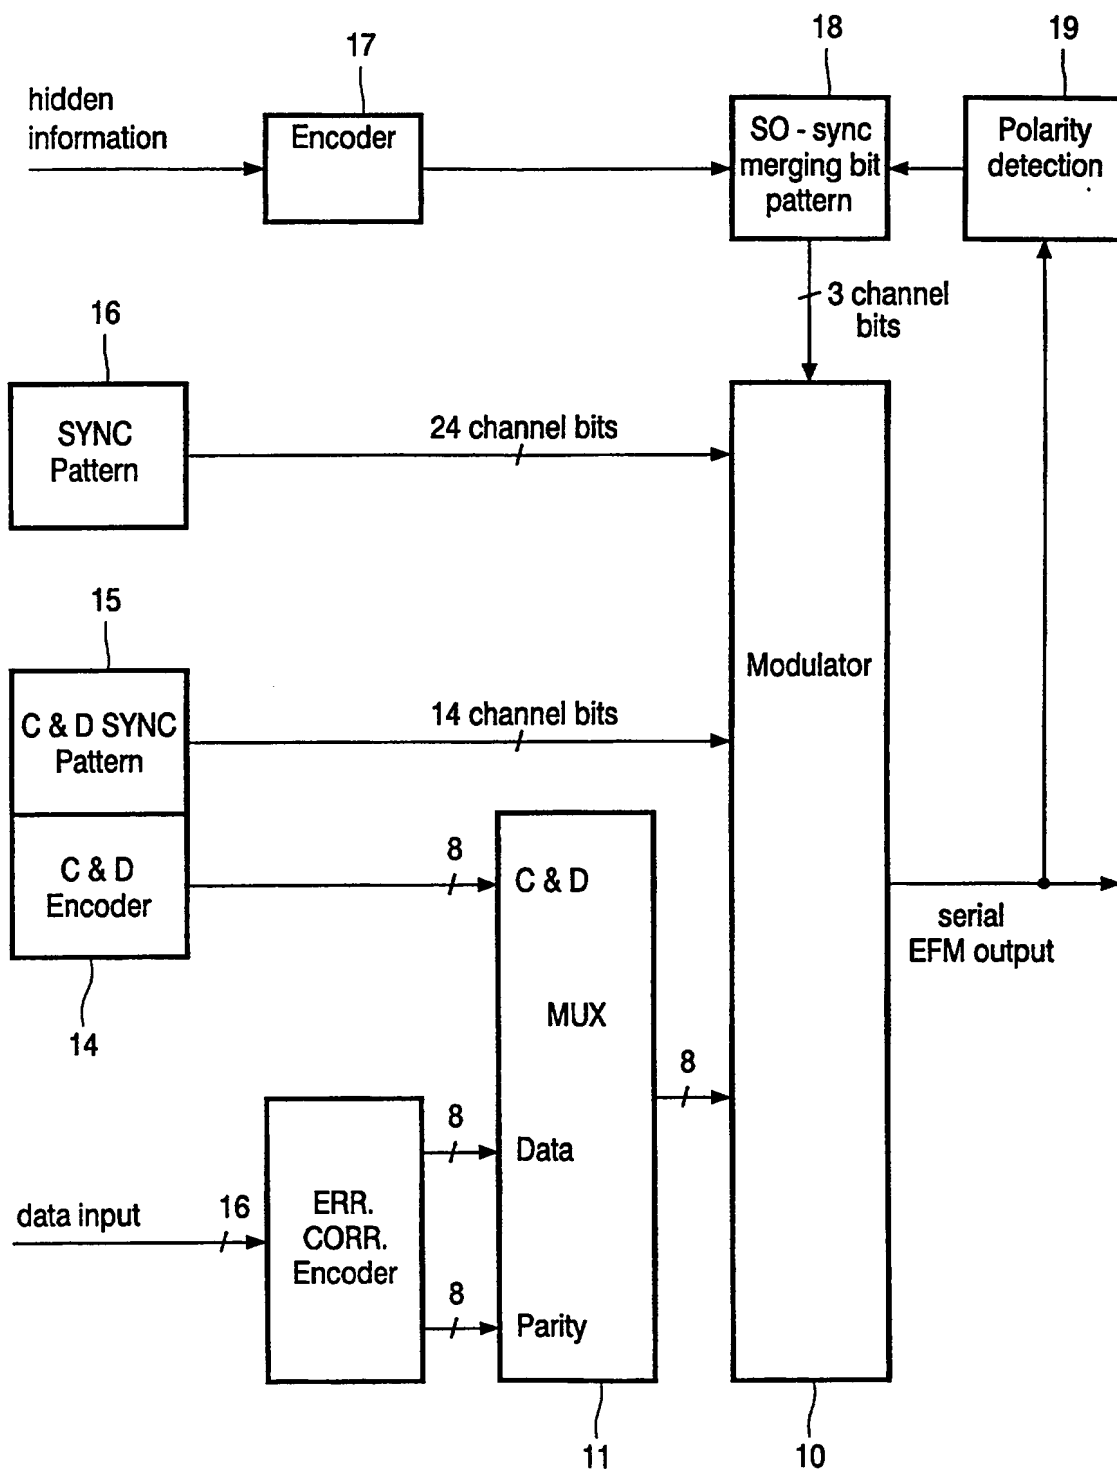 17
18
19
hidden
information
Encoder
SO - sync
merging bit
pattern
Polarity
detection
3 channel
bits
16
SYNC
Pattern
24 channel bits
15
C & D SYNC
Pattern
14 channel bits
Modulator
C & D
Encoder
8
C & D
14
serial
EFM output
MUX
8
8
Data
data input
16
ERR.
CORR.
Encoder
8
Parity
11
10